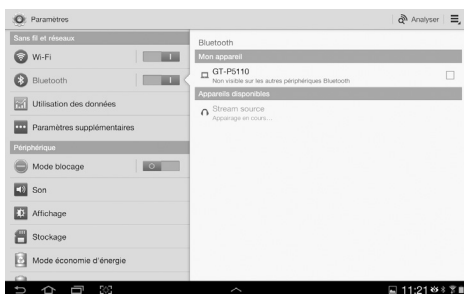 Paramètres
Analyser
Sans fil et réseaux
Wi-Fi
Bluetooth
Utilisation des données
Paramètres supplémentaires
Périphérique
Mode blocage
Son
Affichage
Stockage
Mode économie d'énergie
Bluetooth
Mon appareil
GT-P5110
Non visible sur les autres périphériques Bluetooth
Appareils disponibles
Stream source
Appairage en cours...
11:21